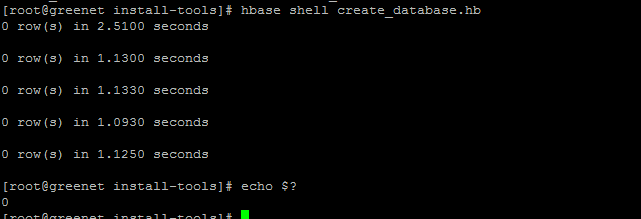 [root@greenet install-tools]# hbase shell create_database.hb
0 row(s) in 2.5100 seconds
0 row(s) in 1.1300 seconds
0 row(s) in 1.1330 seconds
0 row(s) in 1.0930 seconds
0 row(s) in 1.1250 seconds
[root@greenet install-tools]# echo $?
0
[root@greenet install-tools]#